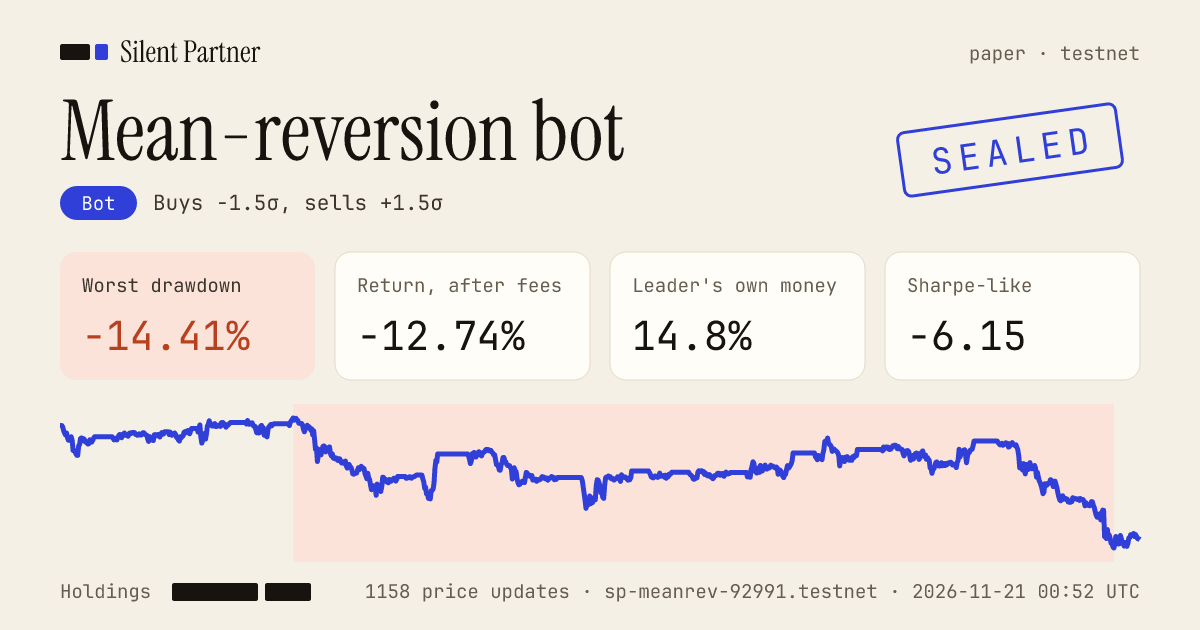 Silent Partner
paper · testnet
Mean-reversion bot
SEALED
Bot
Buys -1.5σ, sells +1.5σ
Worst drawdown
-14.41%
Return, after fees
-12.74%
Leader's own money
14.8%
Sharpe-like
-6.15
Holdings
1158 price updates · sp-meanrev-92991.testnet · 2026-11-21 00:52 UTC